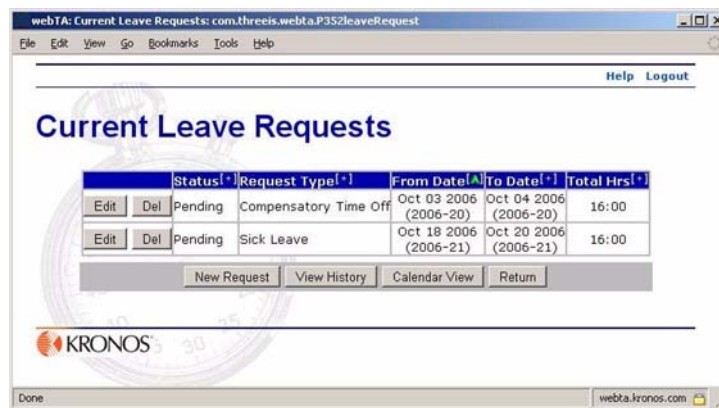 webTA: Current Leave Requests: com.threeis.webta.P352leaveRequest
File Edit View Go Bookmarks Tools Help
Help Logout
Current Leave Requests
Status[+] Request Type[+] From Date[^] To Date[+] Total Hrs[+]
Edit Del Pending Compensatory Time Off Oct 03 2006 (2006-20) Oct 04 2006 (2006-20) 16:00
Edit Del Pending Sick Leave Oct 18 2006 (2006-21) Oct 20 2006 (2006-21) 16:00
New Request View History Calendar View Return
KRONOS
Done webta.kronos.com